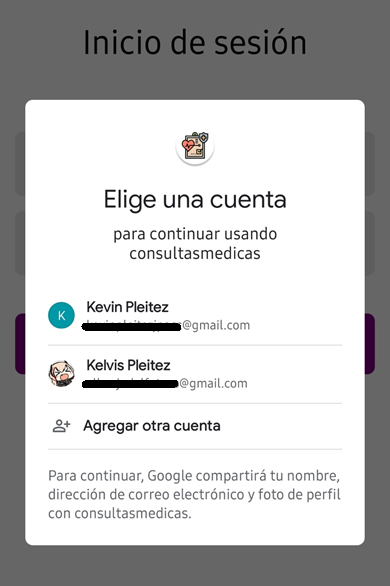 Inicio de sesión
Elige una cuenta
para continuar usando
consultasmedicas
K
Kevin Pleitez
@gmail.com
Kelvis Pleitez
@gmail.com
Agregar otra cuenta
Para continuar, Google compartirá tu nombre,
dirección de correo electrónico y foto de perfil
con consultasmedicas.